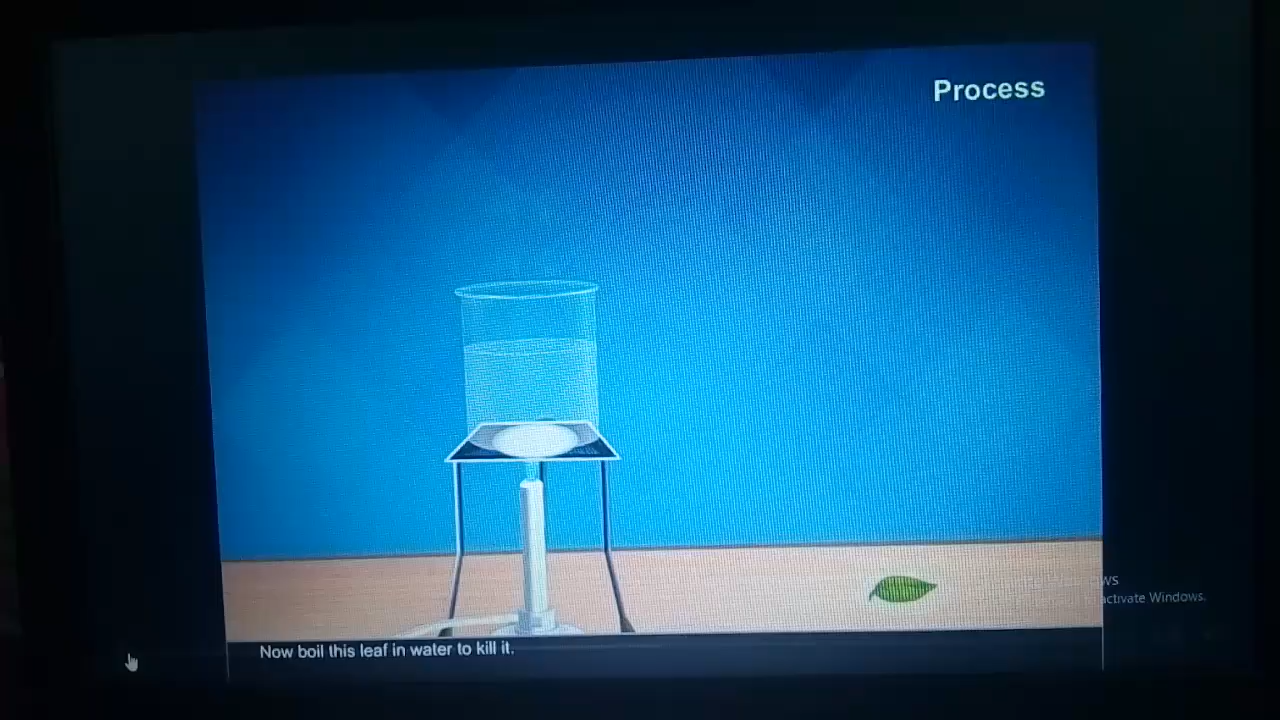 Process
activate Windows.
Now boil this leaf in water to kill it.